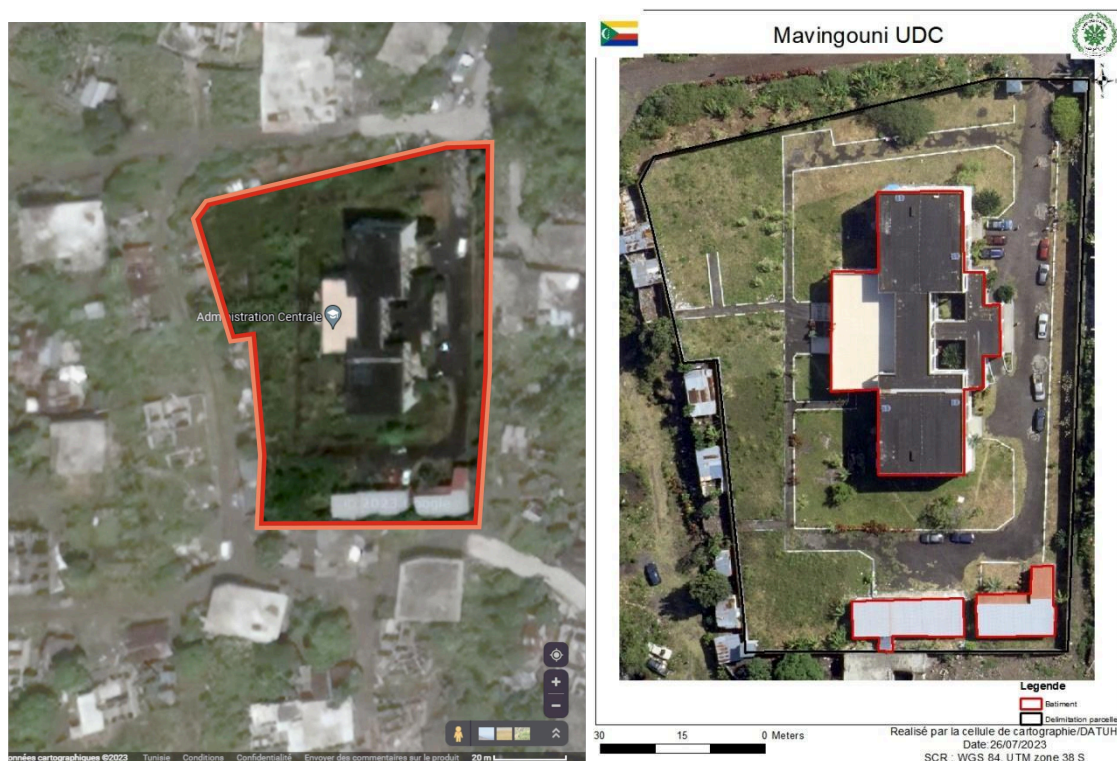 Administration Centrale
onnées cartographiques ©2023 Tunisie Conditions Confidentialité Envoyer des commentaires sur le produit 20 m
Mavingouni UDC
Legende
Batiment
Delimitation parcelle
30 15 0 Meters
Realisé par la cellule de cartographie/DATUH
Date:26/07/2023
SCR : WGS 84, UTM zone 38 S